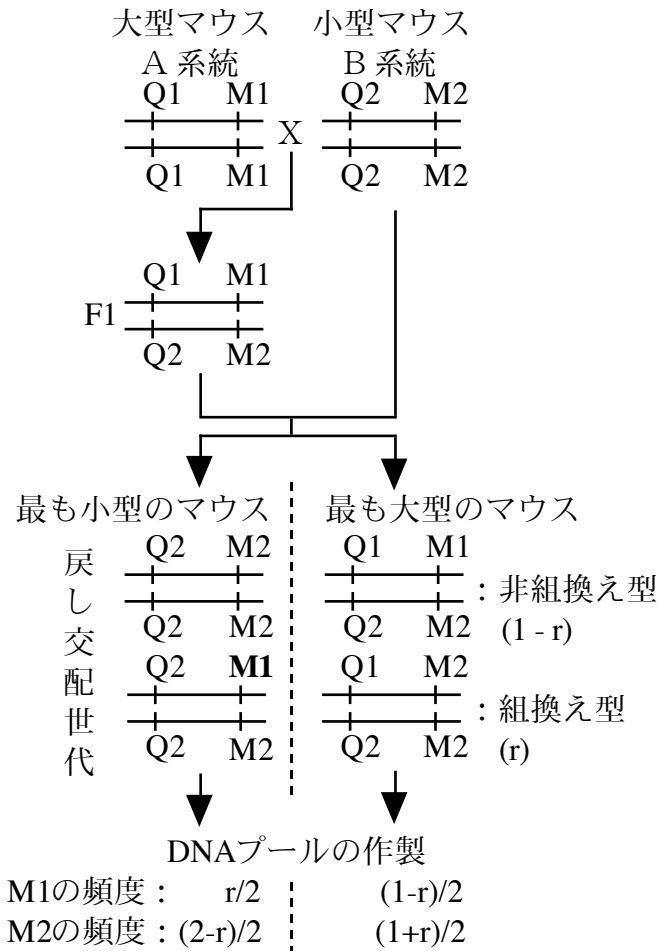 大型マウス 小型マウス
A 系統 B 系統
Q1 M1 Q2 M2
X
Q1 M1 Q2 M2
Q1 M1
F1
Q2 M2
最も小型のマウス 最も大型のマウス
戻し交配世代
Q2 M2 Q1 M1
：非組換え型
Q2 M2 Q2 M2 (1 - r)
Q2 M1 Q1 M2
：組換え型
Q2 M2 Q2 M2 (r)
DNAプールの作製
M1の頻度： r/2 (1-r)/2
M2の頻度： (2-r)/2 (1+r)/2